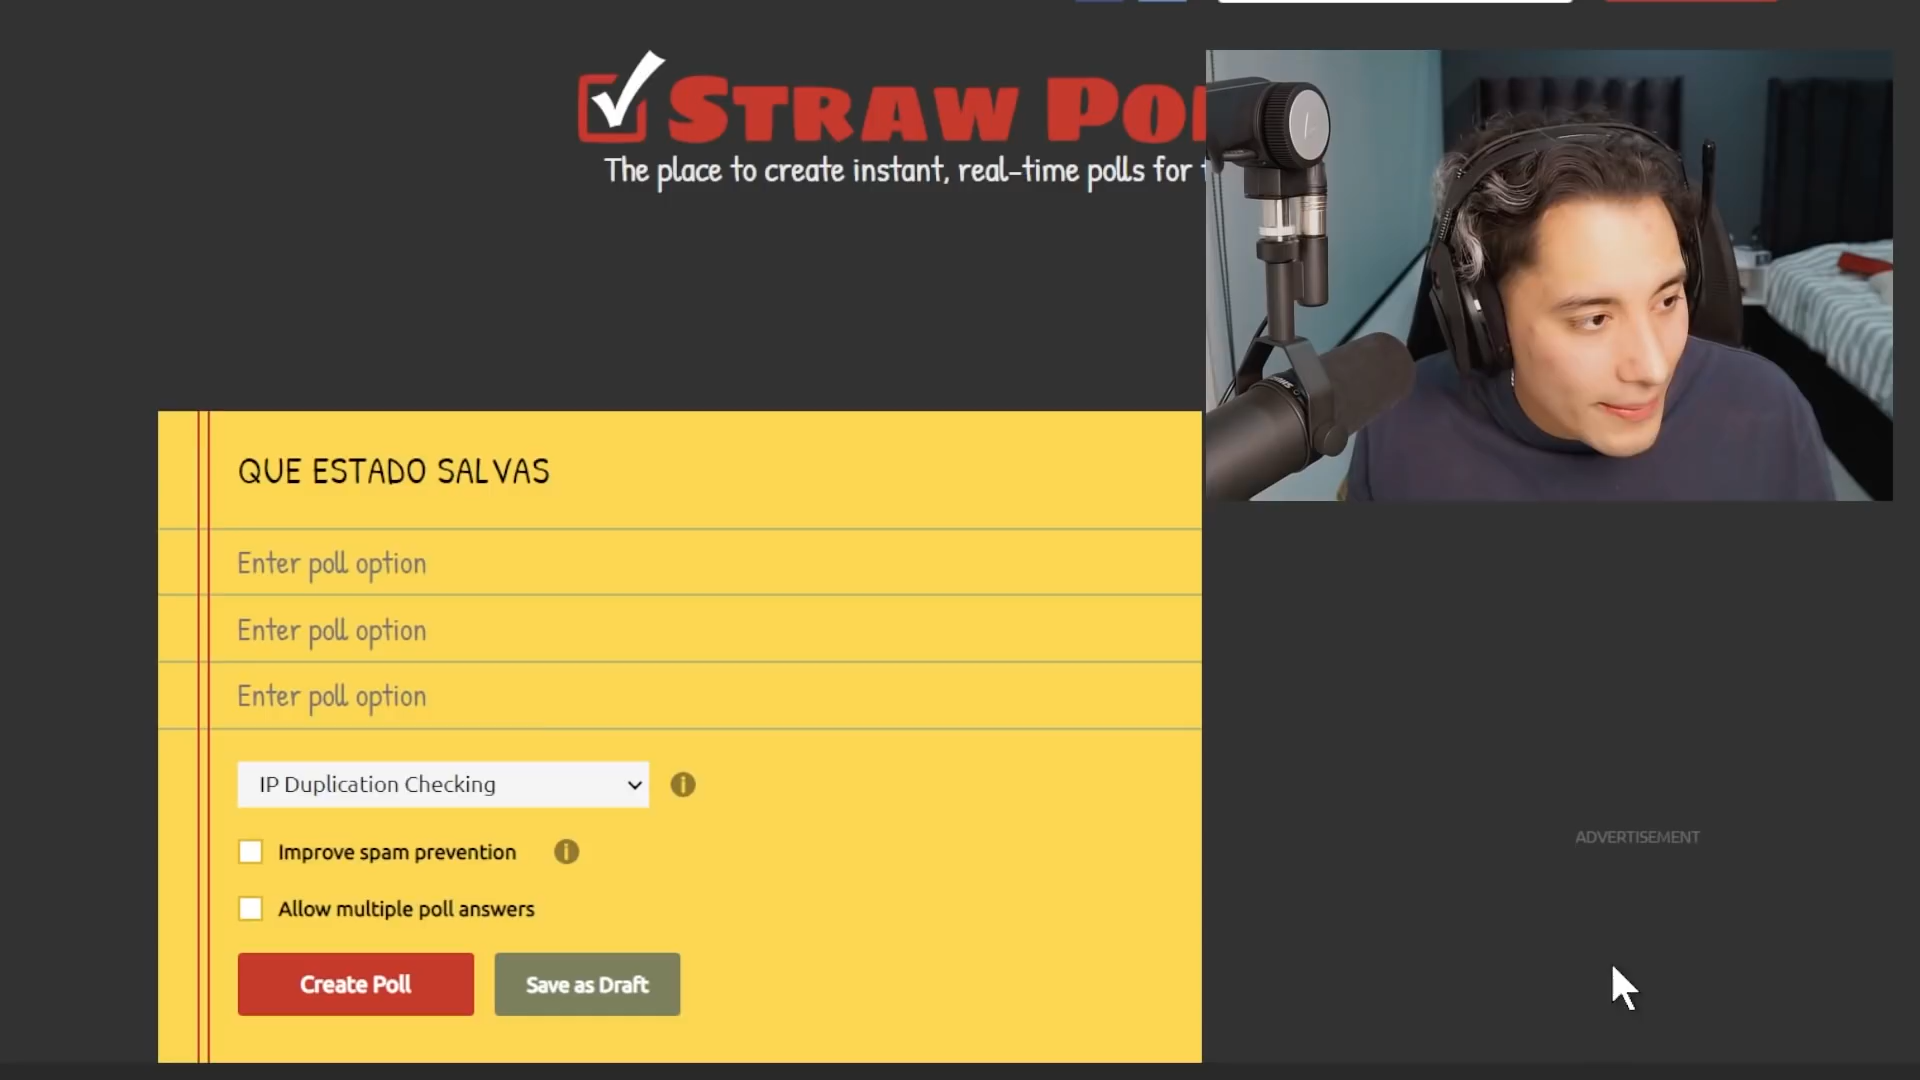 STRAW
The place to create instant, real-time polls for
QUE ESTADO SALVAS
Enter poll option
Enter poll option
Enter poll option
IP Duplication Checking
Improve spam prevention
Allow multiple poll answers
Create Poll
Save as Draft
ADVERTISEMENT